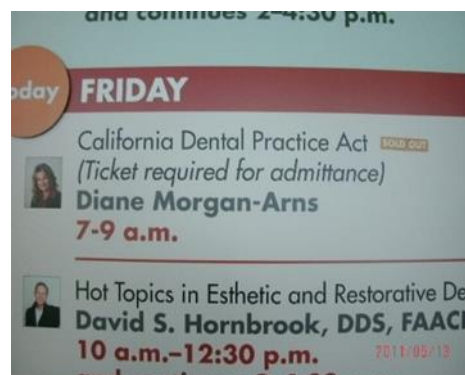 and continues 2–4:30 p.m.
oday
FRIDAY
California Dental Practice Act SOLD OUT
(Ticket required for admittance)
Diane Morgan-Arns
7-9 a.m.
Hot Topics in Esthetic and Restorative De
David S. Hornbrook, DDS, FAAC
10 a.m.–12:30 p.m.
2011/05/13